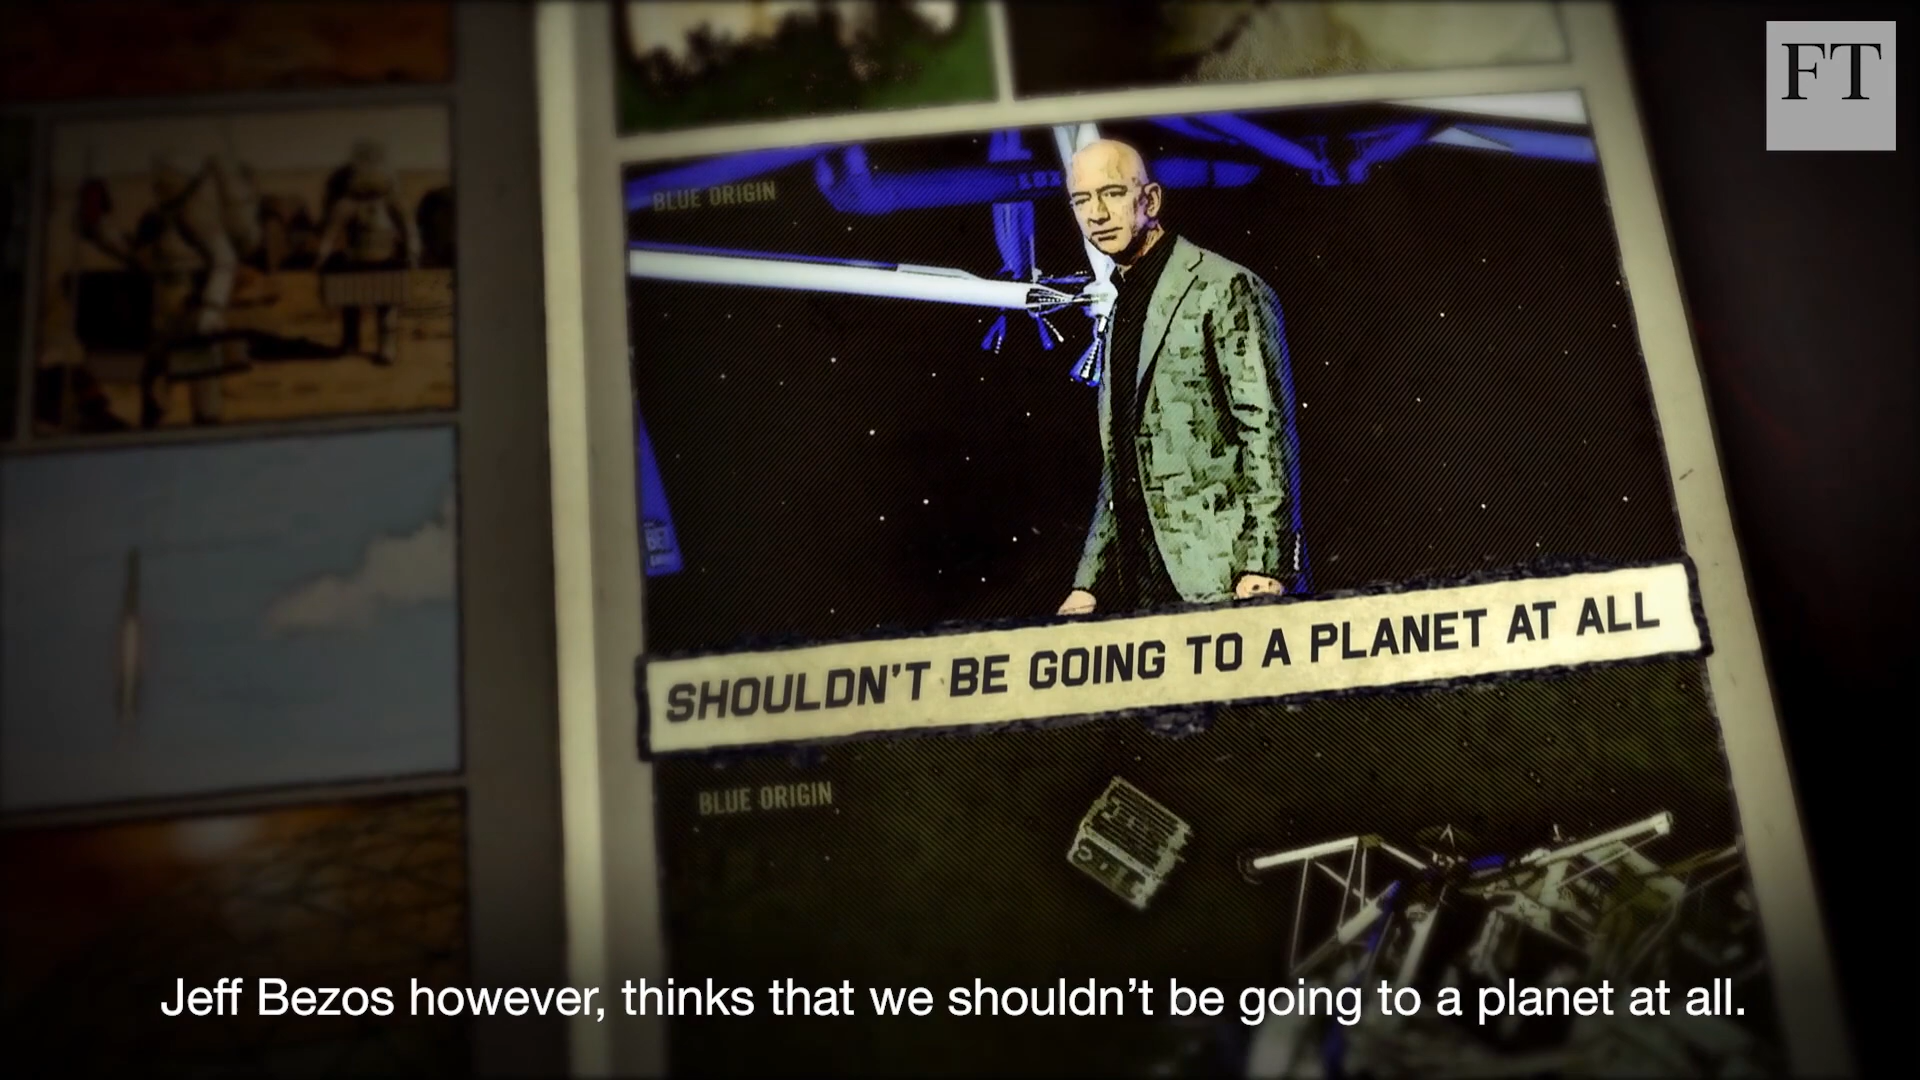 FT
BLUE ORIGIN
SHOULDN'T BE GOING TO A PLANET AT ALL
BLUE ORIGIN
Jeff Bezos however, thinks that we shouldn’t be going to a planet at all.